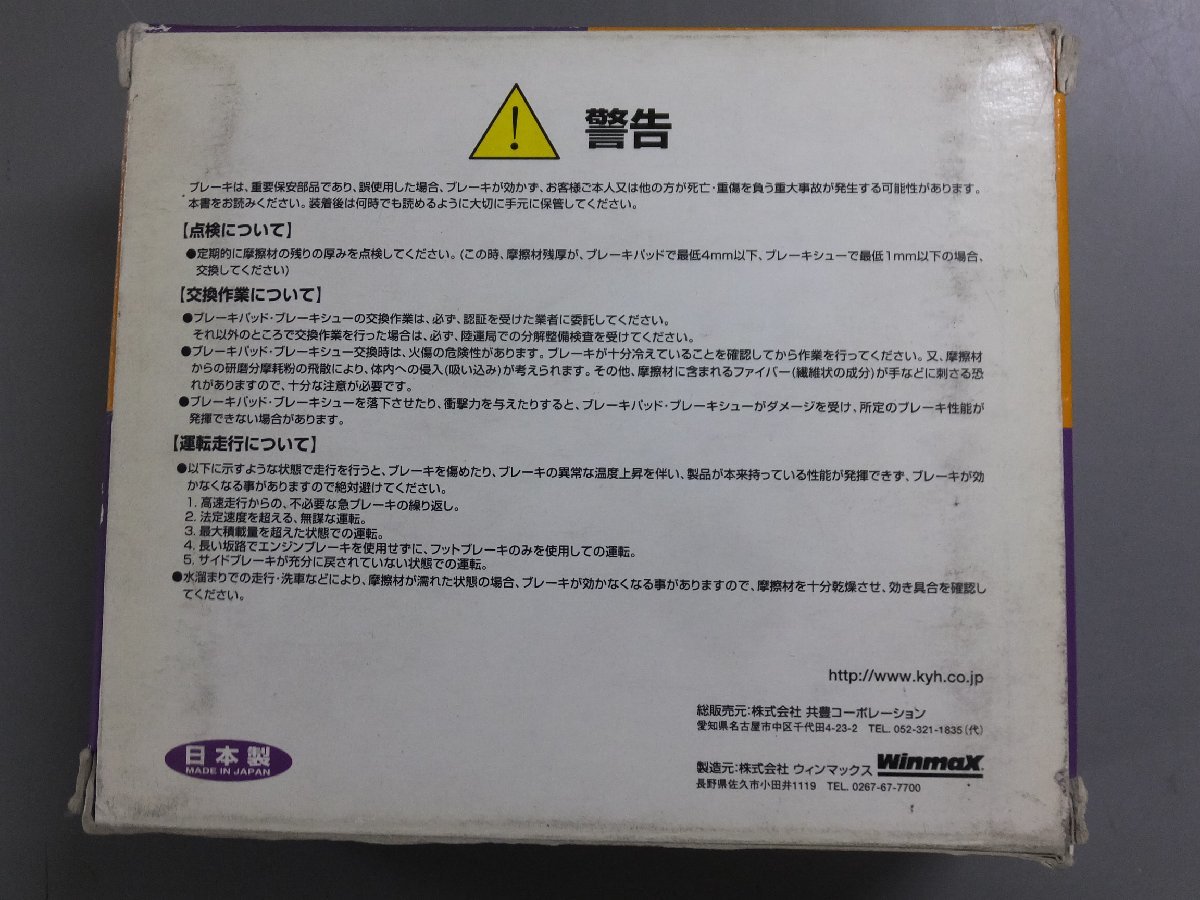 警告
ブレーキは、重要保安部品であり、誤使用した場合、ブレーキが効かず、お客様ご本人又は他の方が死亡・重傷を負う重大事故が発生する可能性があります。
本書をお読みください。装着後は何時でも読めるように大切に手元に保管してください。
【点検について】
●定期的に摩擦材の残りの厚みを点検してください。(この時、摩擦材残厚が、ブレーキパッドで最低4mm以下、ブレーキシューで最低1mm以下の場合、
交換してください)
【交換作業について】
●ブレーキパッド・ブレーキシューの交換作業は、必ず、認証を受けた業者に委託してください。
それ以外のところで交換作業を行った場合は、必ず、陸運局での分解整備検査を受けてください。
●ブレーキパッド・ブレーキシュー交換時は、火傷の危険性があります。ブレーキが十分冷えていることを確認してから作業を行ってください。又、摩擦材
からの研磨分摩耗粉の飛散により、体内への侵入(吸い込み)が考えられます。その他、摩擦材に含まれるファイバー(繊維状の成分)が手などに刺さる恐
れがありますので、十分な注意が必要です。
●ブレーキパッド・ブレーキシューを落下させたり、衝撃力を与えたりすると、ブレーキパッド・ブレーキシューがダメージを受け、所定のブレーキ性能が
発揮できない場合があります。
【運転走行について】
●以下に示すような状態で走行を行うと、ブレーキを傷めたり、ブレーキの異常な温度上昇を伴い、製品が本来持っている性能が発揮できず、ブレーキが効
かなくなる事がありますので絶対避けてください。
1. 高速走行からの、不必要な急ブレーキの繰り返し。
2. 法定速度を超える、無謀な運転。
3. 最大積載量を超えた状態での運転。
4. 長い坂路でエンジンブレーキを使用せずに、フットブレーキのみを使用しての運転。
5. サイドブレーキが充分に戻されていない状態での運転。
●水溜まりでの走行・洗車などにより、摩擦材が濡れた状態の場合、ブレーキが効かなくなる事がありますので、摩擦材を十分乾燥させ、効き具合を確認し
てください。
http://www.kyh.co.jp
総販売元:株式会社 共豊コーポレーション
愛知県名古屋市中区千代田4-23-2 TEL. 052-321-1835(代)
日本製
MADE IN JAPAN
製造元:株式会社 ウィンマックス WinmaX
長野県佐久市小田井1119 TEL. 0267-67-7700